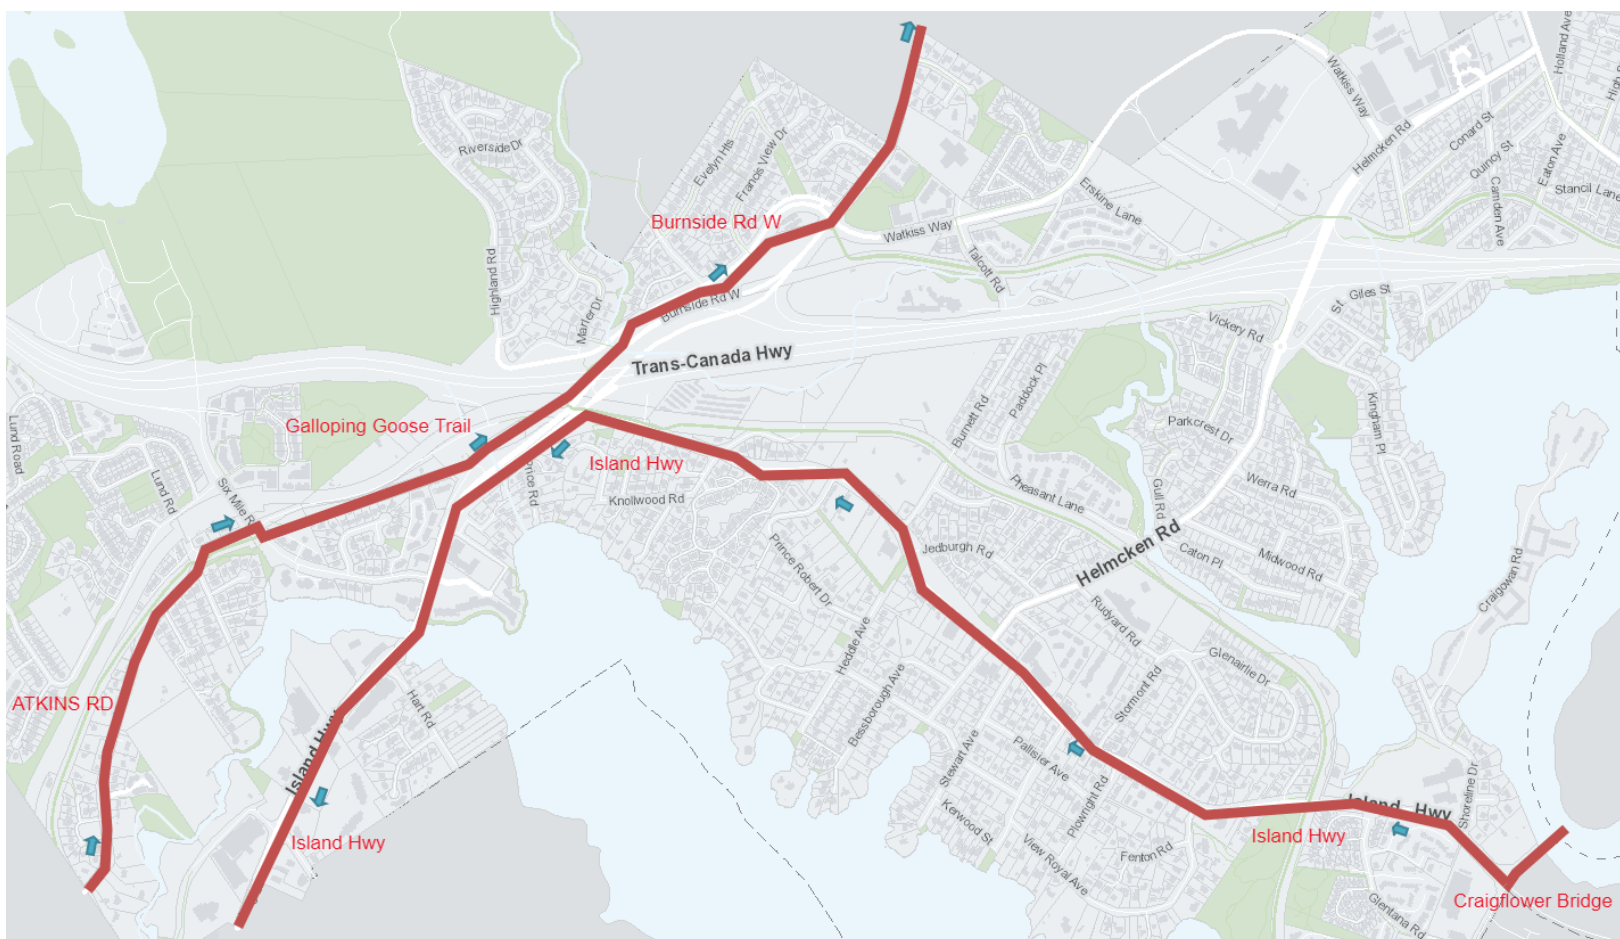 Holland Ave
High S
Watkiss Way
Helmcken Rd
Conard St
Quincy St
Eaton Ave
Stancil Lane
Camden Ave
Riverside Dr
Evelyn Hts
Francis View Dr
Erskine Lane
Burnside Rd W
Watkiss Way
Talcott Rd
Highland Rd
Marler Dr
Burnside Rd W
St
Giles St
Vickery Rd
Trans-Canada Hwy
Paddock Pl
Burnett Rd
Kingham Pl
Parkcrest Dr
Galloping Goose Trail
Lund Road
Lund Rd
Six Mile R
Island Hwy
Price Rd
Knollwood Rd
Pheasant Lane
Gull Rd
Werra Rd
Helmcken Rd
Jedburgh Rd
Caton Pl
Midwood Rd
Prince Robert Dr
Rudyard Rd
Craigowan Rd
Heddle Ave
Glenairlie Dr
Stormont Rd
Bessborough Ave
ATKINS RD
Hart Rd
Island Hwy
Stewart Ave
Pallisier Ave
Plowright Rd
Shoreline Dr
Island Hwy
Island Hwy
Island Hwy
Kerwood St
View Royal Ave
Fenton Rd
Glentana Rd
Craigflower Bridge